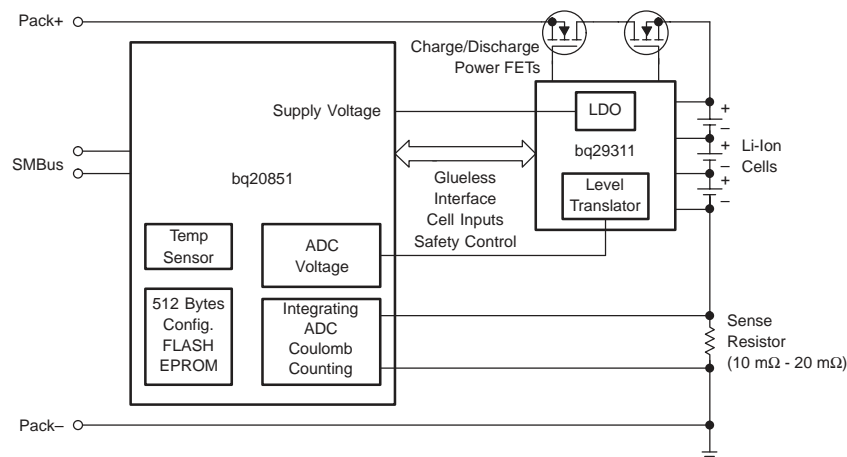 Pack+
Charge/Discharge
Power FETs
Supply Voltage
LDO
bq29311
+
–
+
–
+
–
Li-Ion
Cells
SMBus
bq20851
Glueless
Interface
Cell Inputs
Safety Control
Level
Translator
Temp
Sensor
ADC
Voltage
512 Bytes
Config.
FLASH
EPROM
Integrating
ADC
Coulomb
Counting
Sense
Resistor
(10 mΩ - 20 mΩ)
Pack–